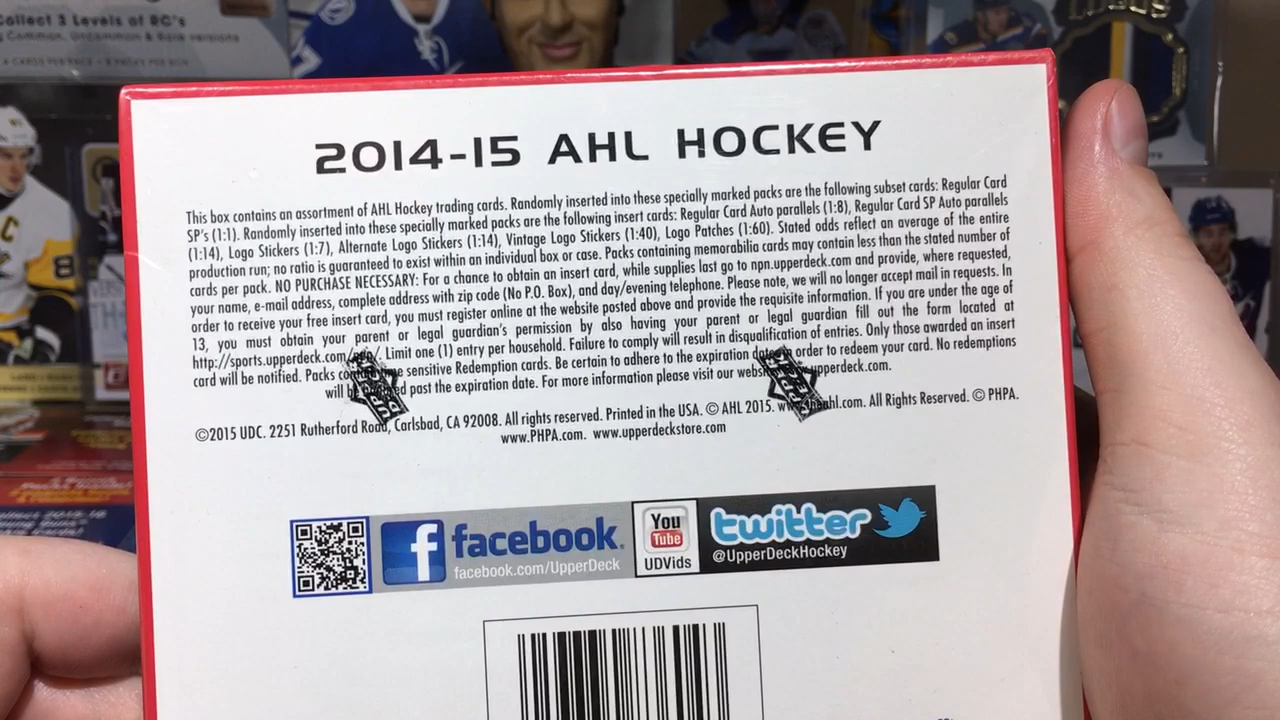 ollect 3 Levels of RC's
Common, Uncommon & Rare versions
2014-15 AHL HOCKEY
This box contains an assortment of AHL Hockey trading cards. Randomly inserted into these specially marked packs are the following subset cards: Regular Card
SP's (1:1). Randomly inserted into these specially marked packs are the following insert cards: Regular Card Auto parallels (1:8), Regular Card SP Auto parallels
(1:14), Logo Stickers (1:7), Alternate Logo Stickers (1:14), Vintage Logo Stickers (1:40), Logo Patches (1:60). Stated odds reflect an average of the entire
production run; no ratio is guaranteed to exist within an individual box or case. Packs containing memorabilia cards may contain less than the stated number of
cards per pack. NO PURCHASE NECESSARY: For a chance to obtain an insert card, while supplies last go to npn.upperdeck.com and provide, where requested,
your name, e-mail address, complete address with zip code (No P.O. Box), and day/evening telephone. Please note, we will no longer accept mail in requests. In
order to receive your free insert card, you must register online at the website posted above and provide the requisite information. If you are under the age of
13, you must obtain your parent or legal guardian's permission by also having your parent or legal guardian fill out the form located at
http://sports.upperdeck.com/ Limit one (1) entry per household. Failure to comply will result in disqualification of entries. Only those awarded an insert
card will be notified. Packs sensitive Redemption cards. Be certain to adhere to the expiration order to redeem your card. No redemptions
will be past the expiration date. For more information please visit our upperdeck.com.
©2015 UDC. 2251 Rutherford Road, Carlsbad, CA 92008. All rights reserved. Printed in the USA. © AHL 2015. www.theahl.com. All Rights Reserved. © PHPA.
www.PHPA.com. www.upperdeckstore.com
f facebook
facebook.com/UpperDeck
You
Tube
UDVids
twitter
@UpperDeckHockey